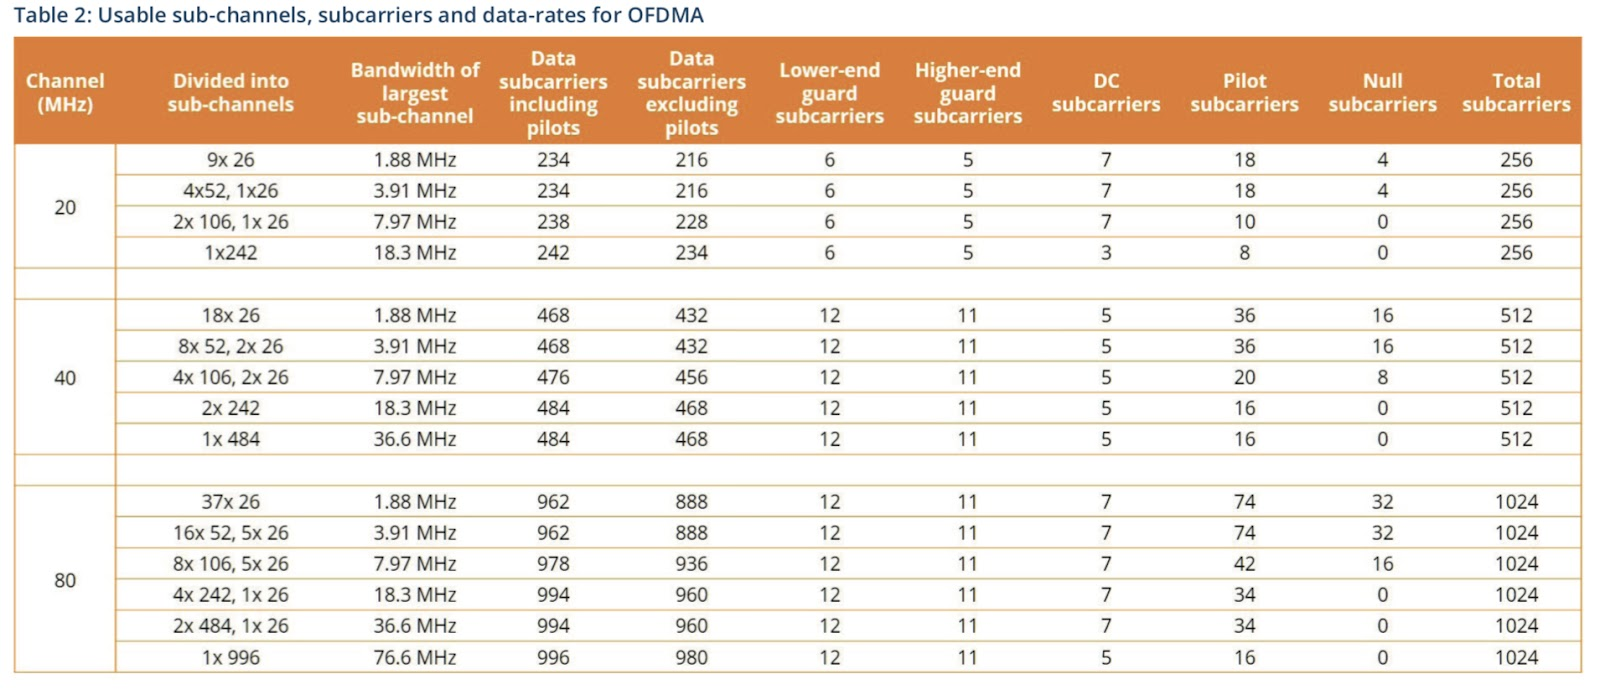 Table 2: Usable sub-channels, subcarriers and data-rates for OFDMA
Channel (MHz) Divided into sub-channels Bandwidth of largest sub-channel Data subcarriers including pilots Data subcarriers excluding pilots Lower-end guard subcarriers Higher-end guard subcarriers DC subcarriers Pilot subcarriers Null subcarriers Total subcarriers
20
9x 26 1.88 MHz 234 216 6 5 7 18 4 256
4x52, 1x26 3.91 MHz 234 216 6 5 7 18 4 256
2x 106, 1x 26 7.97 MHz 238 228 6 5 7 10 0 256
1x242 18.3 MHz 242 234 6 5 3 8 0 256
40
18x 26 1.88 MHz 468 432 12 11 5 36 16 512
8x 52, 2x 26 3.91 MHz 468 432 12 11 5 36 16 512
4x 106, 2x 26 7.97 MHz 476 456 12 11 5 20 8 512
2x 242 18.3 MHz 484 468 12 11 5 16 0 512
1x 484 36.6 MHz 484 468 12 11 5 16 0 512
80
37x 26 1.88 MHz 962 888 12 11 7 74 32 1024
16x 52, 5x 26 3.91 MHz 962 888 12 11 7 74 32 1024
8x 106, 5x 26 7.97 MHz 978 936 12 11 7 42 16 1024
4x 242, 1x 26 18.3 MHz 994 960 12 11 7 34 0 1024
2x 484, 1x 26 36.6 MHz 994 960 12 11 7 34 0 1024
1x 996 76.6 MHz 996 980 12 11 5 16 0 1024